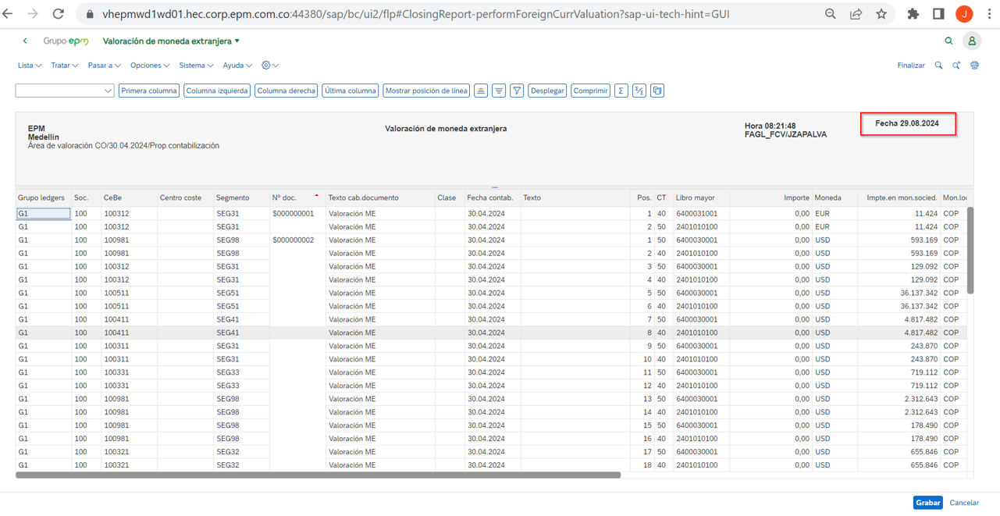 vhepmwd1wd01.hec.corp.epm.com.co:44380/sap/bc/ui2/flp#ClosingReport-performForeignCurrValuation?sap-ui-tech-hint=GUI
J
Grupo·epm Valoración de moneda extranjera
Lista Tratar Pasar a Opciones Sistema Ayuda Finalizar
Primera columna Columna izquierda Columna derecha Última columna Mostrar posición de línea Desplegar Comprimir Σ
EPM Valoración de moneda extranjera Hora 08:21:48 Fecha 29.08.2024
Medellín FAGL_FCV/JZAPALVA
Área de valoración CO/30.04.2024/Prop.contabilización
Grupo ledgers Soc. CeBe Centro coste Segmento Nº doc. Texto cab.documento Clase Fecha contab. Texto Pos. CT Libro mayor Importe Moneda Impte.en mon.socied. Mon.loc
G1 100 100312 SEG31 $000000001 Valoración ME 30.04.2024 1 40 6400031001 0,00 EUR 11.424 COP
G1 100 100312 SEG31 Valoración ME 30.04.2024 2 50 2401010100 0,00 EUR 11.424 COP
G1 100 100981 SEG98 $000000002 Valoración ME 30.04.2024 1 50 6400030001 0,00 USD 593.169 COP
G1 100 100981 SEG98 Valoración ME 30.04.2024 2 40 2401010100 0,00 USD 593.169 COP
G1 100 100312 SEG31 Valoración ME 30.04.2024 3 50 6400030001 0,00 USD 129.092 COP
G1 100 100312 SEG31 Valoración ME 30.04.2024 4 40 2401010100 0,00 USD 129.092 COP
G1 100 100511 SEG51 Valoración ME 30.04.2024 5 50 6400030001 0,00 USD 36.137.342 COP
G1 100 100511 SEG51 Valoración ME 30.04.2024 6 40 2401010100 0,00 USD 36.137.342 COP
G1 100 100411 SEG41 Valoración ME 30.04.2024 7 50 6400030001 0,00 USD 4.817.482 COP
G1 100 100411 SEG41 Valoración ME 30.04.2024 8 40 2401010100 0,00 USD 4.817.482 COP
G1 100 100311 SEG31 Valoración ME 30.04.2024 9 50 6400030001 0,00 USD 243.870 COP
G1 100 100311 SEG31 Valoración ME 30.04.2024 10 40 2401010100 0,00 USD 243.870 COP
G1 100 100331 SEG33 Valoración ME 30.04.2024 11 50 6400030001 0,00 USD 719.112 COP
G1 100 100331 SEG33 Valoración ME 30.04.2024 12 40 2401010100 0,00 USD 719.112 COP
G1 100 100981 SEG98 Valoración ME 30.04.2024 13 50 6400030001 0,00 USD 2.312.643 COP
G1 100 100981 SEG98 Valoración ME 30.04.2024 14 40 2401010100 0,00 USD 2.312.643 COP
G1 100 100981 SEG98 Valoración ME 30.04.2024 15 50 6400030001 0,00 USD 178.490 COP
G1 100 100981 SEG98 Valoración ME 30.04.2024 16 40 2401010100 0,00 USD 178.490 COP
G1 100 100321 SEG32 Valoración ME 30.04.2024 17 50 6400030001 0,00 USD 655.846 COP
G1 100 100321 SEG32 Valoración ME 30.04.2024 18 40 2401010100 0,00 USD 655.846 COP
Grabar Cancelar